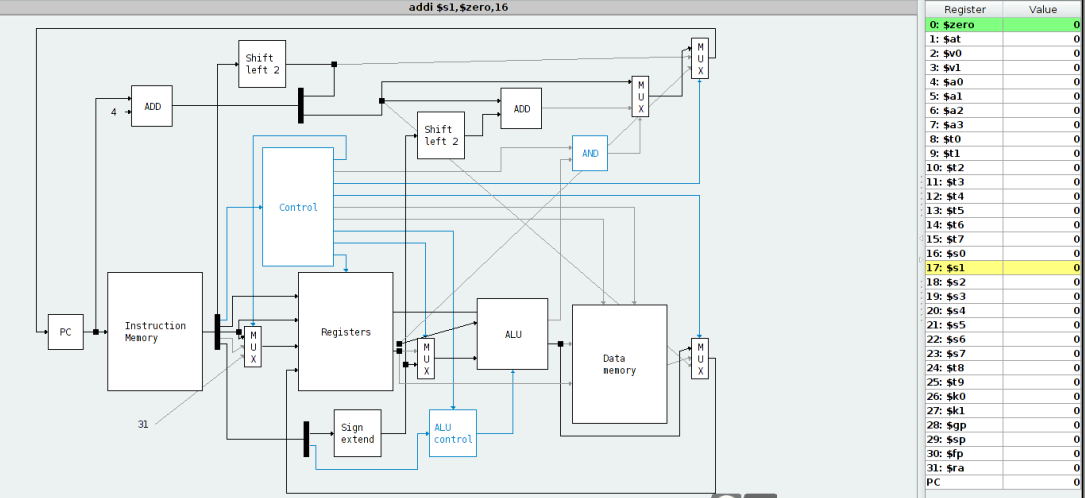 addi $s1,$zero,16
Shift
left 2
M
U
X
4
ADD
M
U
X
ADD
Shift
left 2
AND
Control
PC
Instruction
Memory
M
U
X
Registers
M
U
X
ALU
Data
memory
M
U
X
31
Sign
extend
ALU
control
Register Value
0: $zero 0
1: $at 0
2: $v0 0
3: $v1 0
4: $a0 0
5: $a1 0
6: $a2 0
7: $a3 0
8: $t0 0
9: $t1 0
10: $t2 0
11: $t3 0
12: $t4 0
13: $t5 0
14: $t6 0
15: $t7 0
16: $s0 0
17: $s1 0
18: $s2 0
19: $s3 0
20: $s4 0
21: $s5 0
22: $s6 0
23: $s7 0
24: $t8 0
25: $t9 0
26: $k0 0
27: $k1 0
28: $gp 0
29: $sp 0
30: $fp 0
31: $ra 0
PC 0